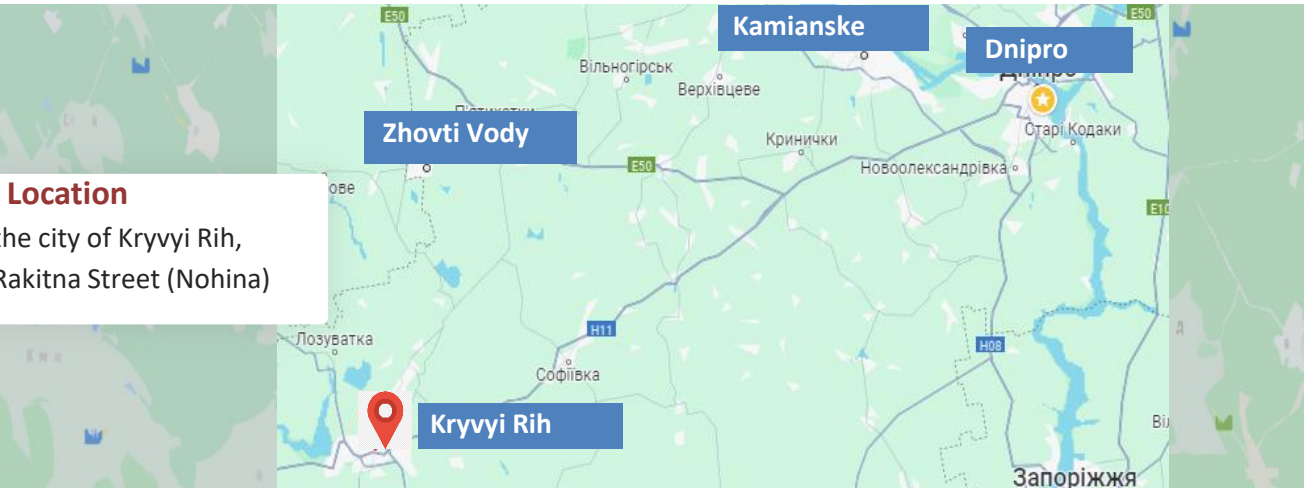 E50
Kamianske
E50
Dnipro
Вільногірськ
Верхівцеве
Zhovti Vody
Кринички
Старі Кодаки
E50
Новоолександрівка
Location
the city of Kryvyi Rih,
Rakitna Street (Nohina)
Лозуватка
H11
H08
Софіївка
Kryvyi Rih
Запоріжжя